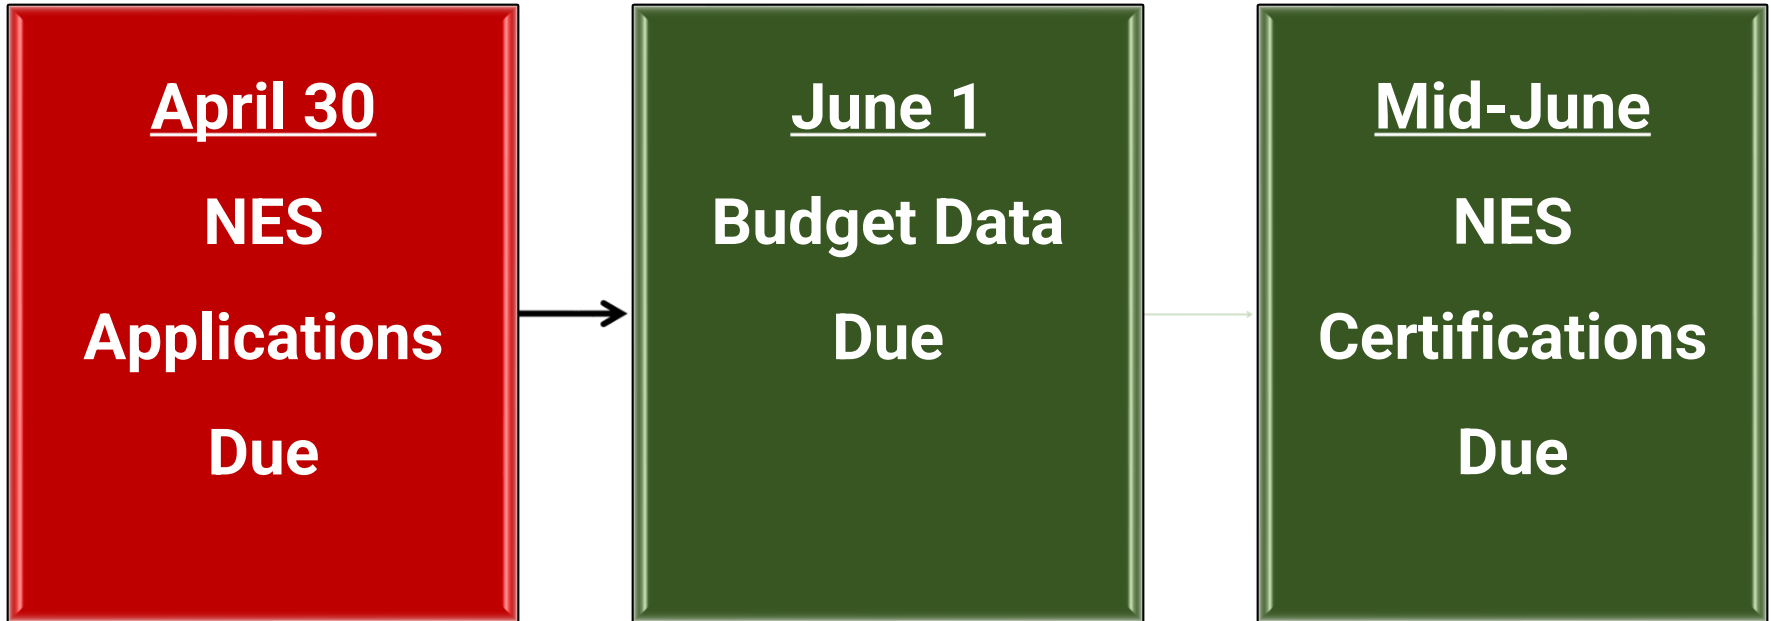 April 30
NES
Applications
Due
June 1
Budget Data
Due
Mid-June
NES
Certifications
Due